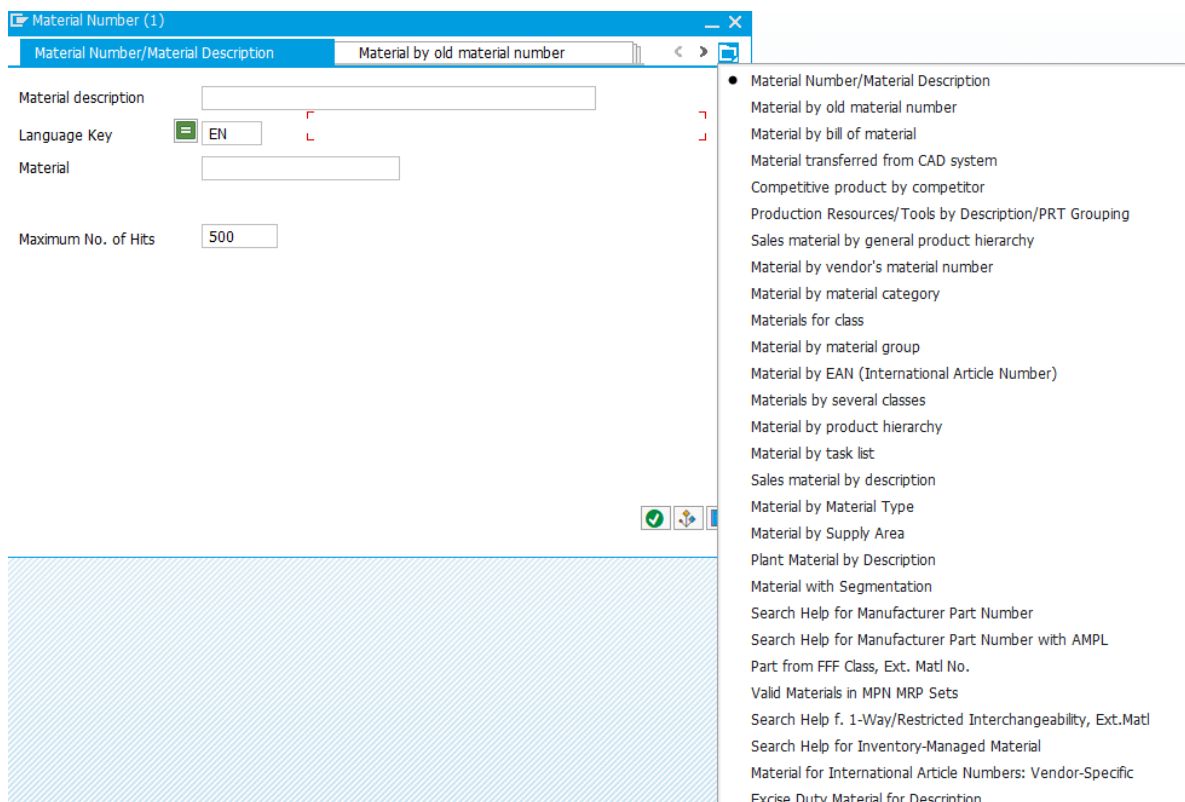 Material Number (1)
Material Number/Material Description
Material by old material number
Material description
Language Key
EN
Material
Maximum No. of Hits
500
Material Number/Material Description
Material by old material number
Material by bill of material
Material transferred from CAD system
Competitive product by competitor
Production Resources/Tools by Description/PRT Grouping
Sales material by general product hierarchy
Material by vendor's material number
Material by material category
Materials for class
Material by material group
Material by EAN (International Article Number)
Materials by several classes
Material by product hierarchy
Material by task list
Sales material by description
Material by Material Type
Material by Supply Area
Plant Material by Description
Material with Segmentation
Search Help for Manufacturer Part Number
Search Help for Manufacturer Part Number with AMPL
Part from FFF Class, Ext. Matl No.
Valid Materials in MPN MRP Sets
Search Help f. 1-Way/Restricted Interchangeability, Ext.Matl
Search Help for Inventory-Managed Material
Material for International Article Numbers: Vendor-Specific
Excise Duty Material for Description